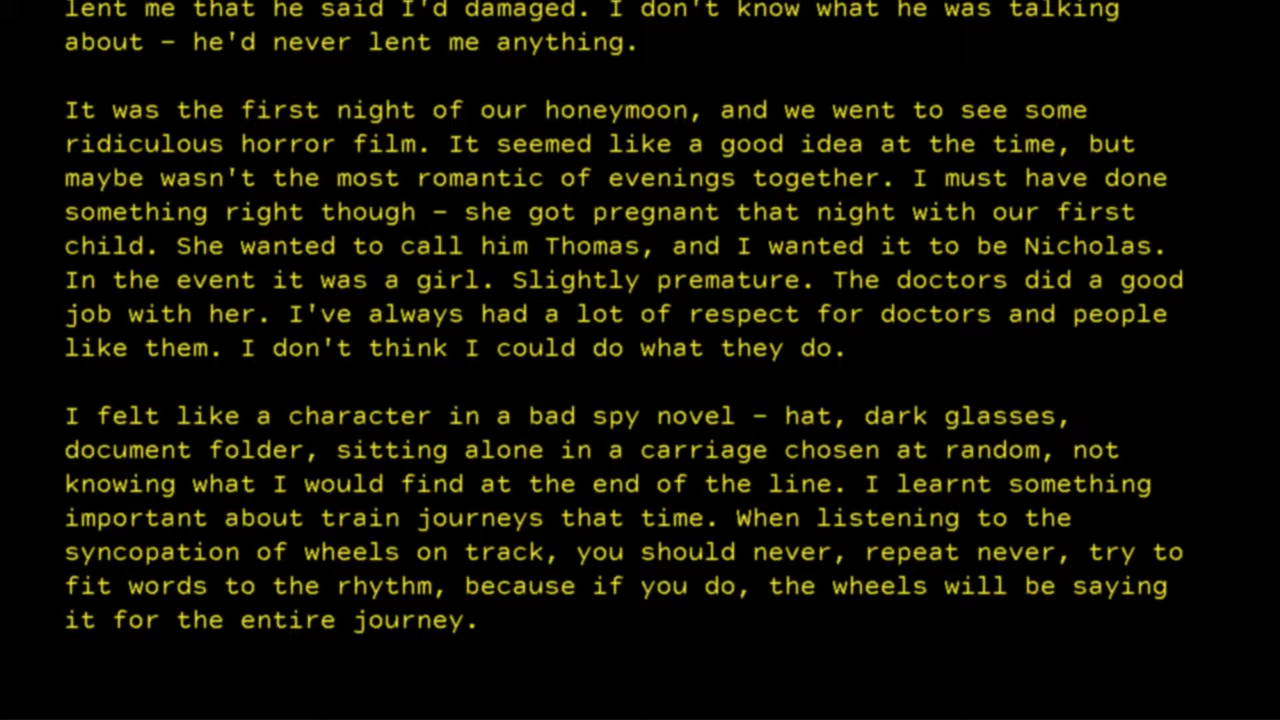 lent me that he said I'd damaged. I don't know what he was talking
about – he'd never lent me anything.
It was the first night of our honeymoon, and we went to see some
ridiculous horror film. It seemed like a good idea at the time, but
maybe wasn't the most romantic of evenings together. I must have done
something right though – she got pregnant that night with our first
child. She wanted to call him Thomas, and I wanted it to be Nicholas.
In the event it was a girl. Slightly premature. The doctors did a good
job with her. I've always had a lot of respect for doctors and people
like them. I don't think I could do what they do.
I felt like a character in a bad spy novel – hat, dark glasses,
document folder, sitting alone in a carriage chosen at random, not
knowing what I would find at the end of the line. I learnt something
important about train journeys that time. When listening to the
syncopation of wheels on track, you should never, repeat never, try to
fit words to the rhythm, because if you do, the wheels will be saying
it for the entire journey.